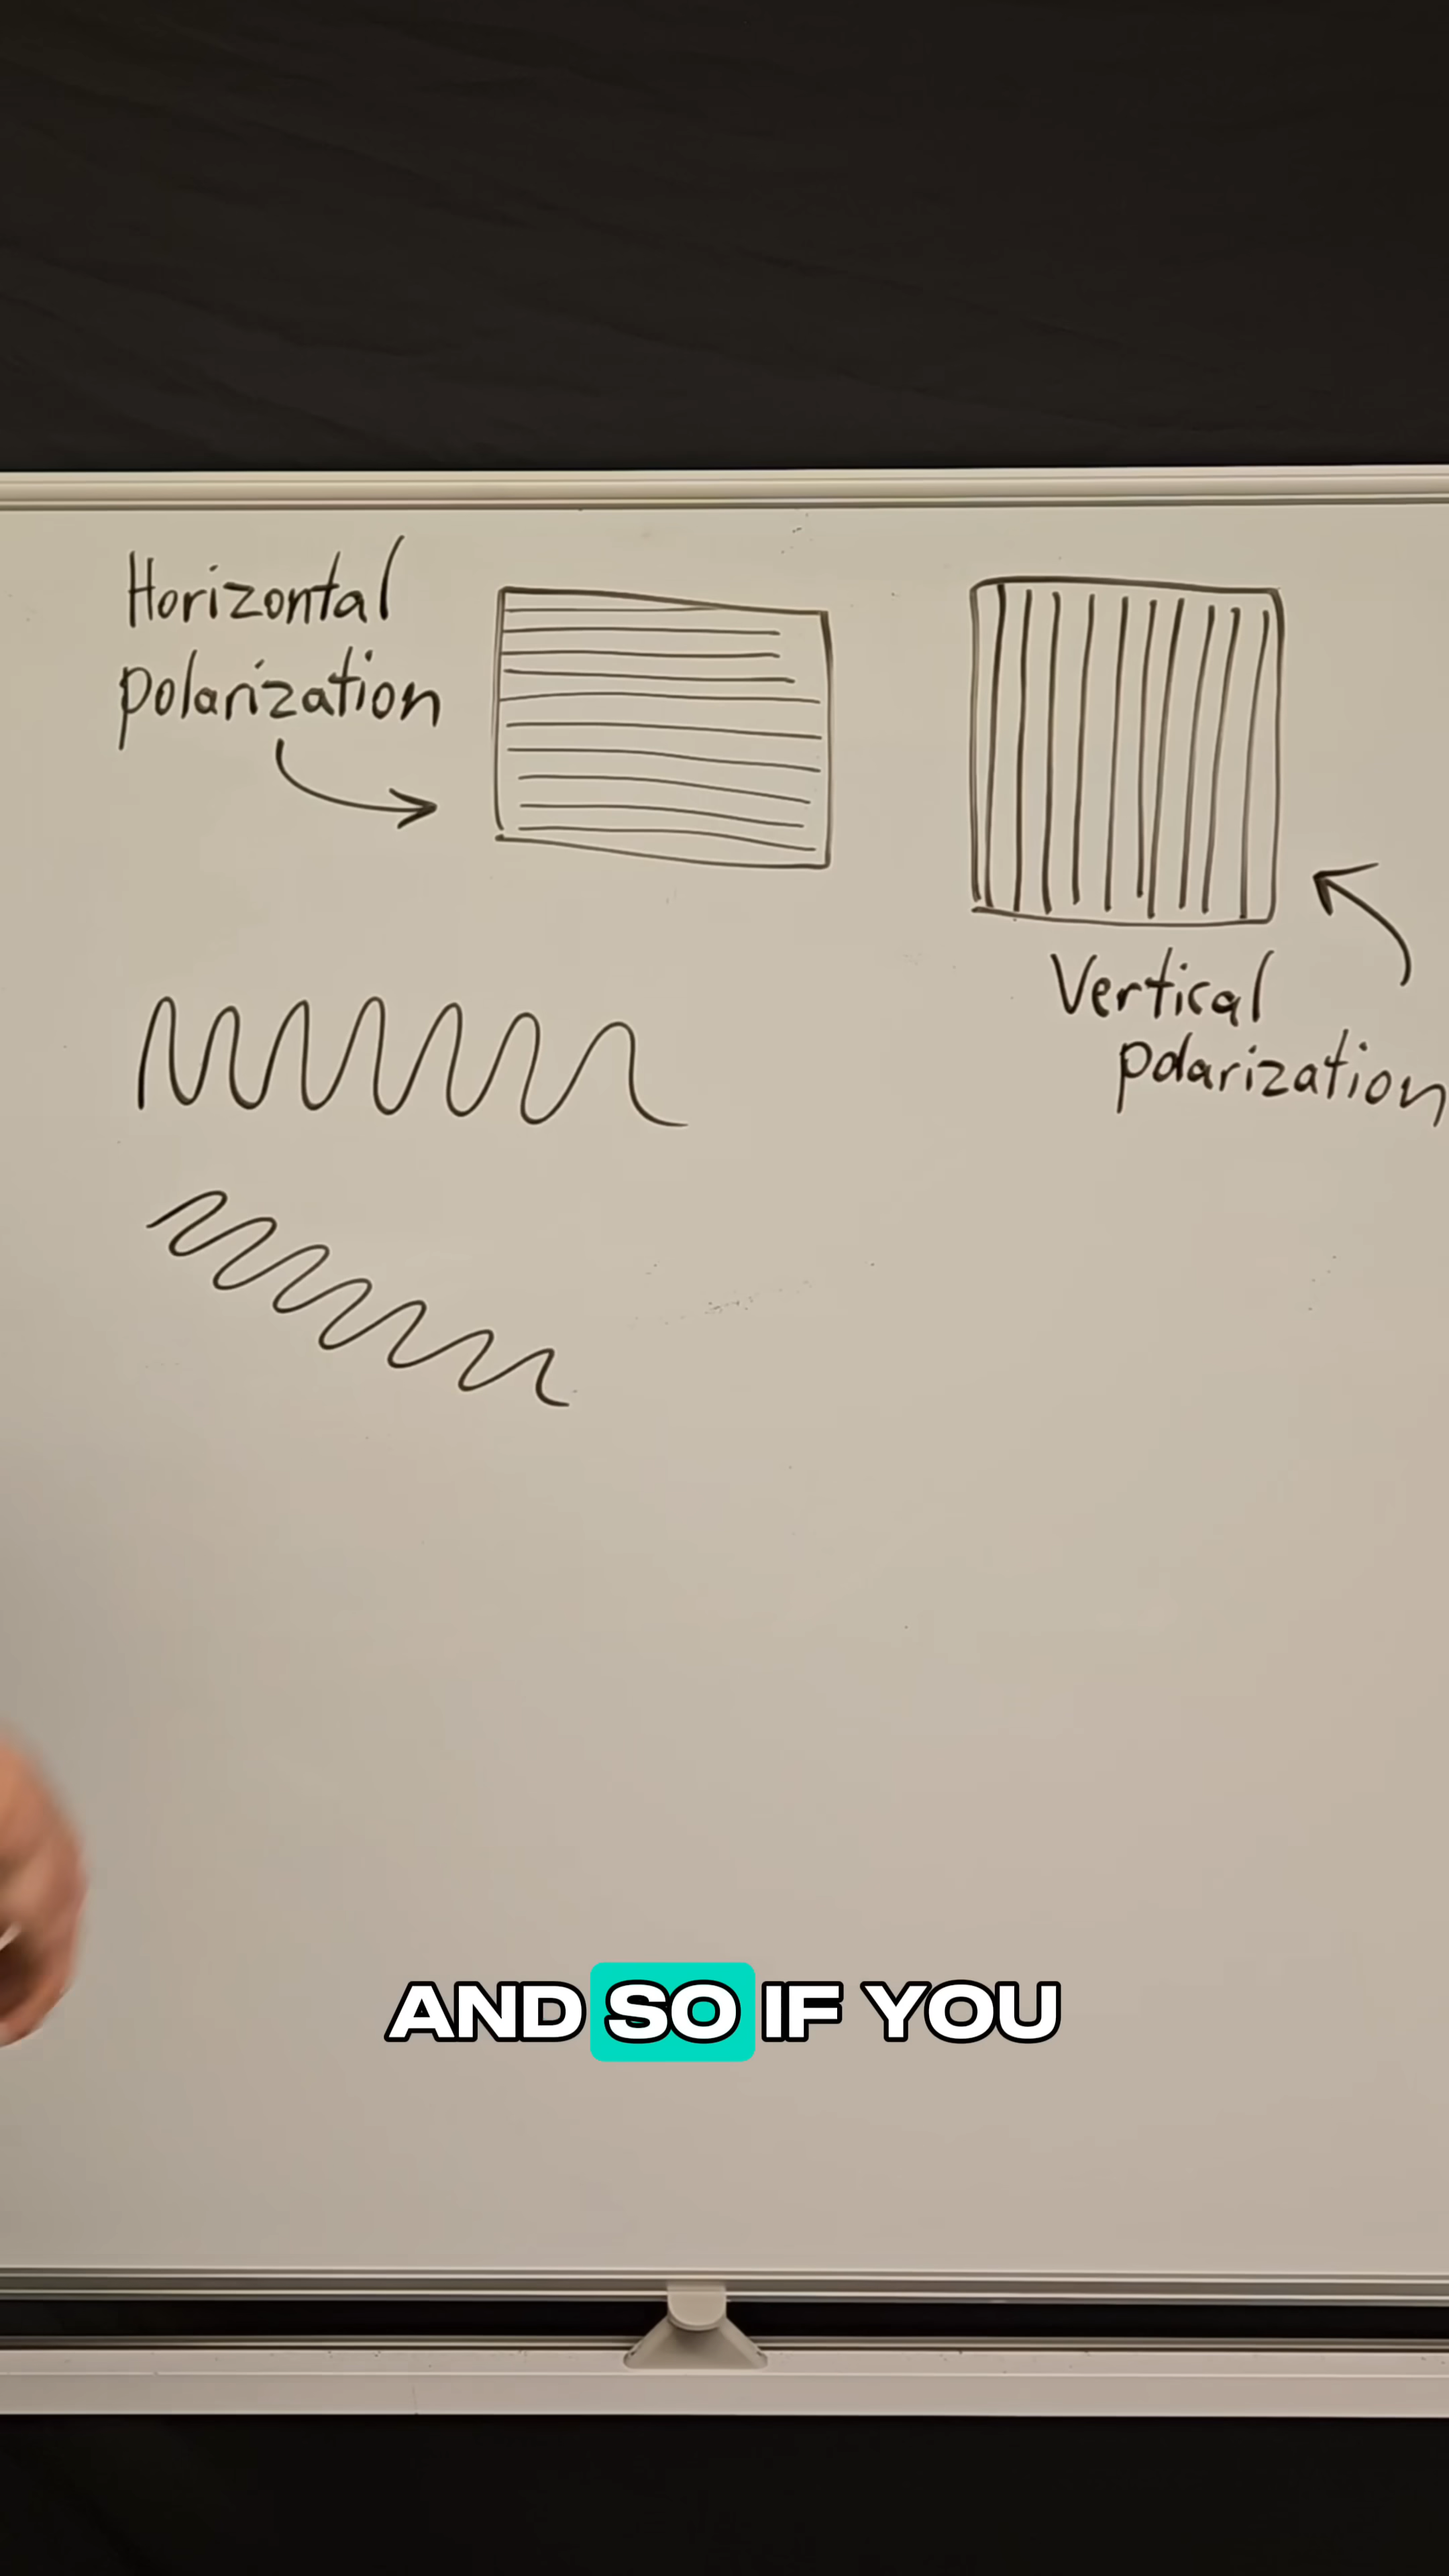 Horizontal
polarization
Vertical
polarization
AND SO IF YOU